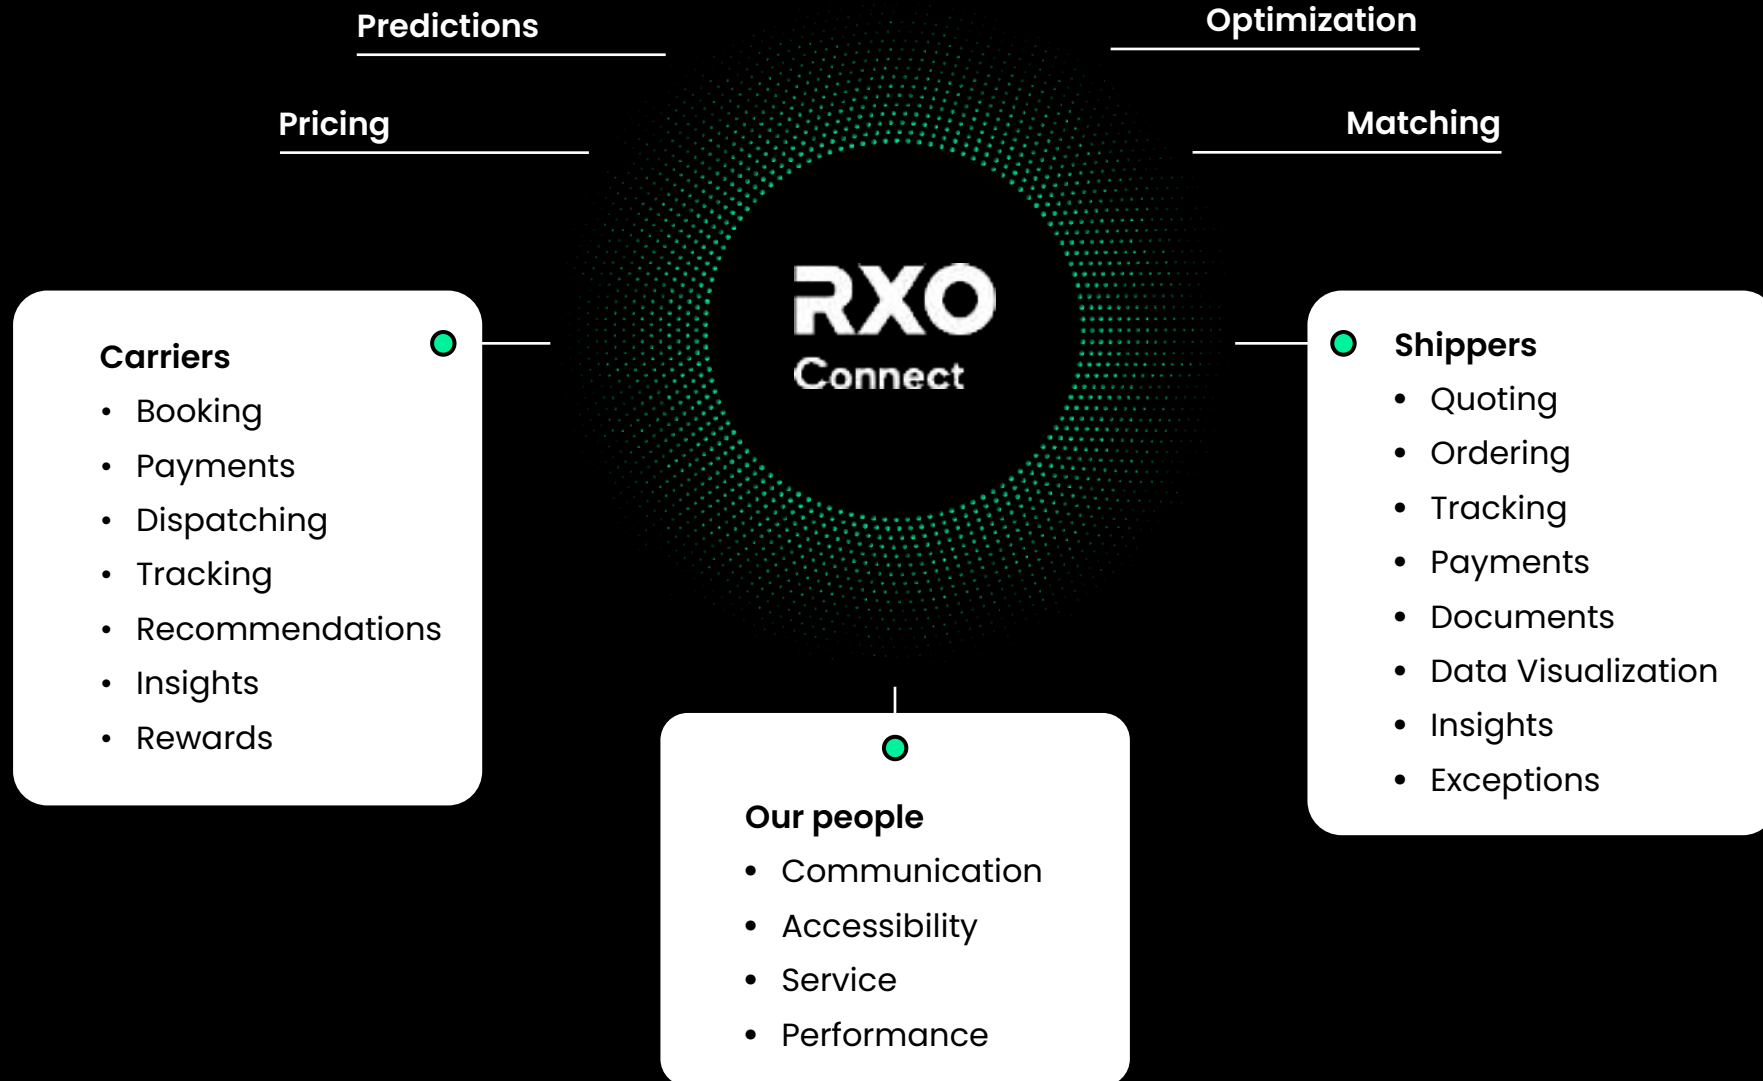 Predictions
Optimization
Pricing
Matching
RXO
Connect
Carriers
• Booking
• Payments
• Dispatching
• Tracking
• Recommendations
• Insights
• Rewards
Shippers
• Quoting
• Ordering
• Tracking
• Payments
• Documents
• Data Visualization
• Insights
• Exceptions
Our people
• Communication
• Accessibility
• Service
• Performance